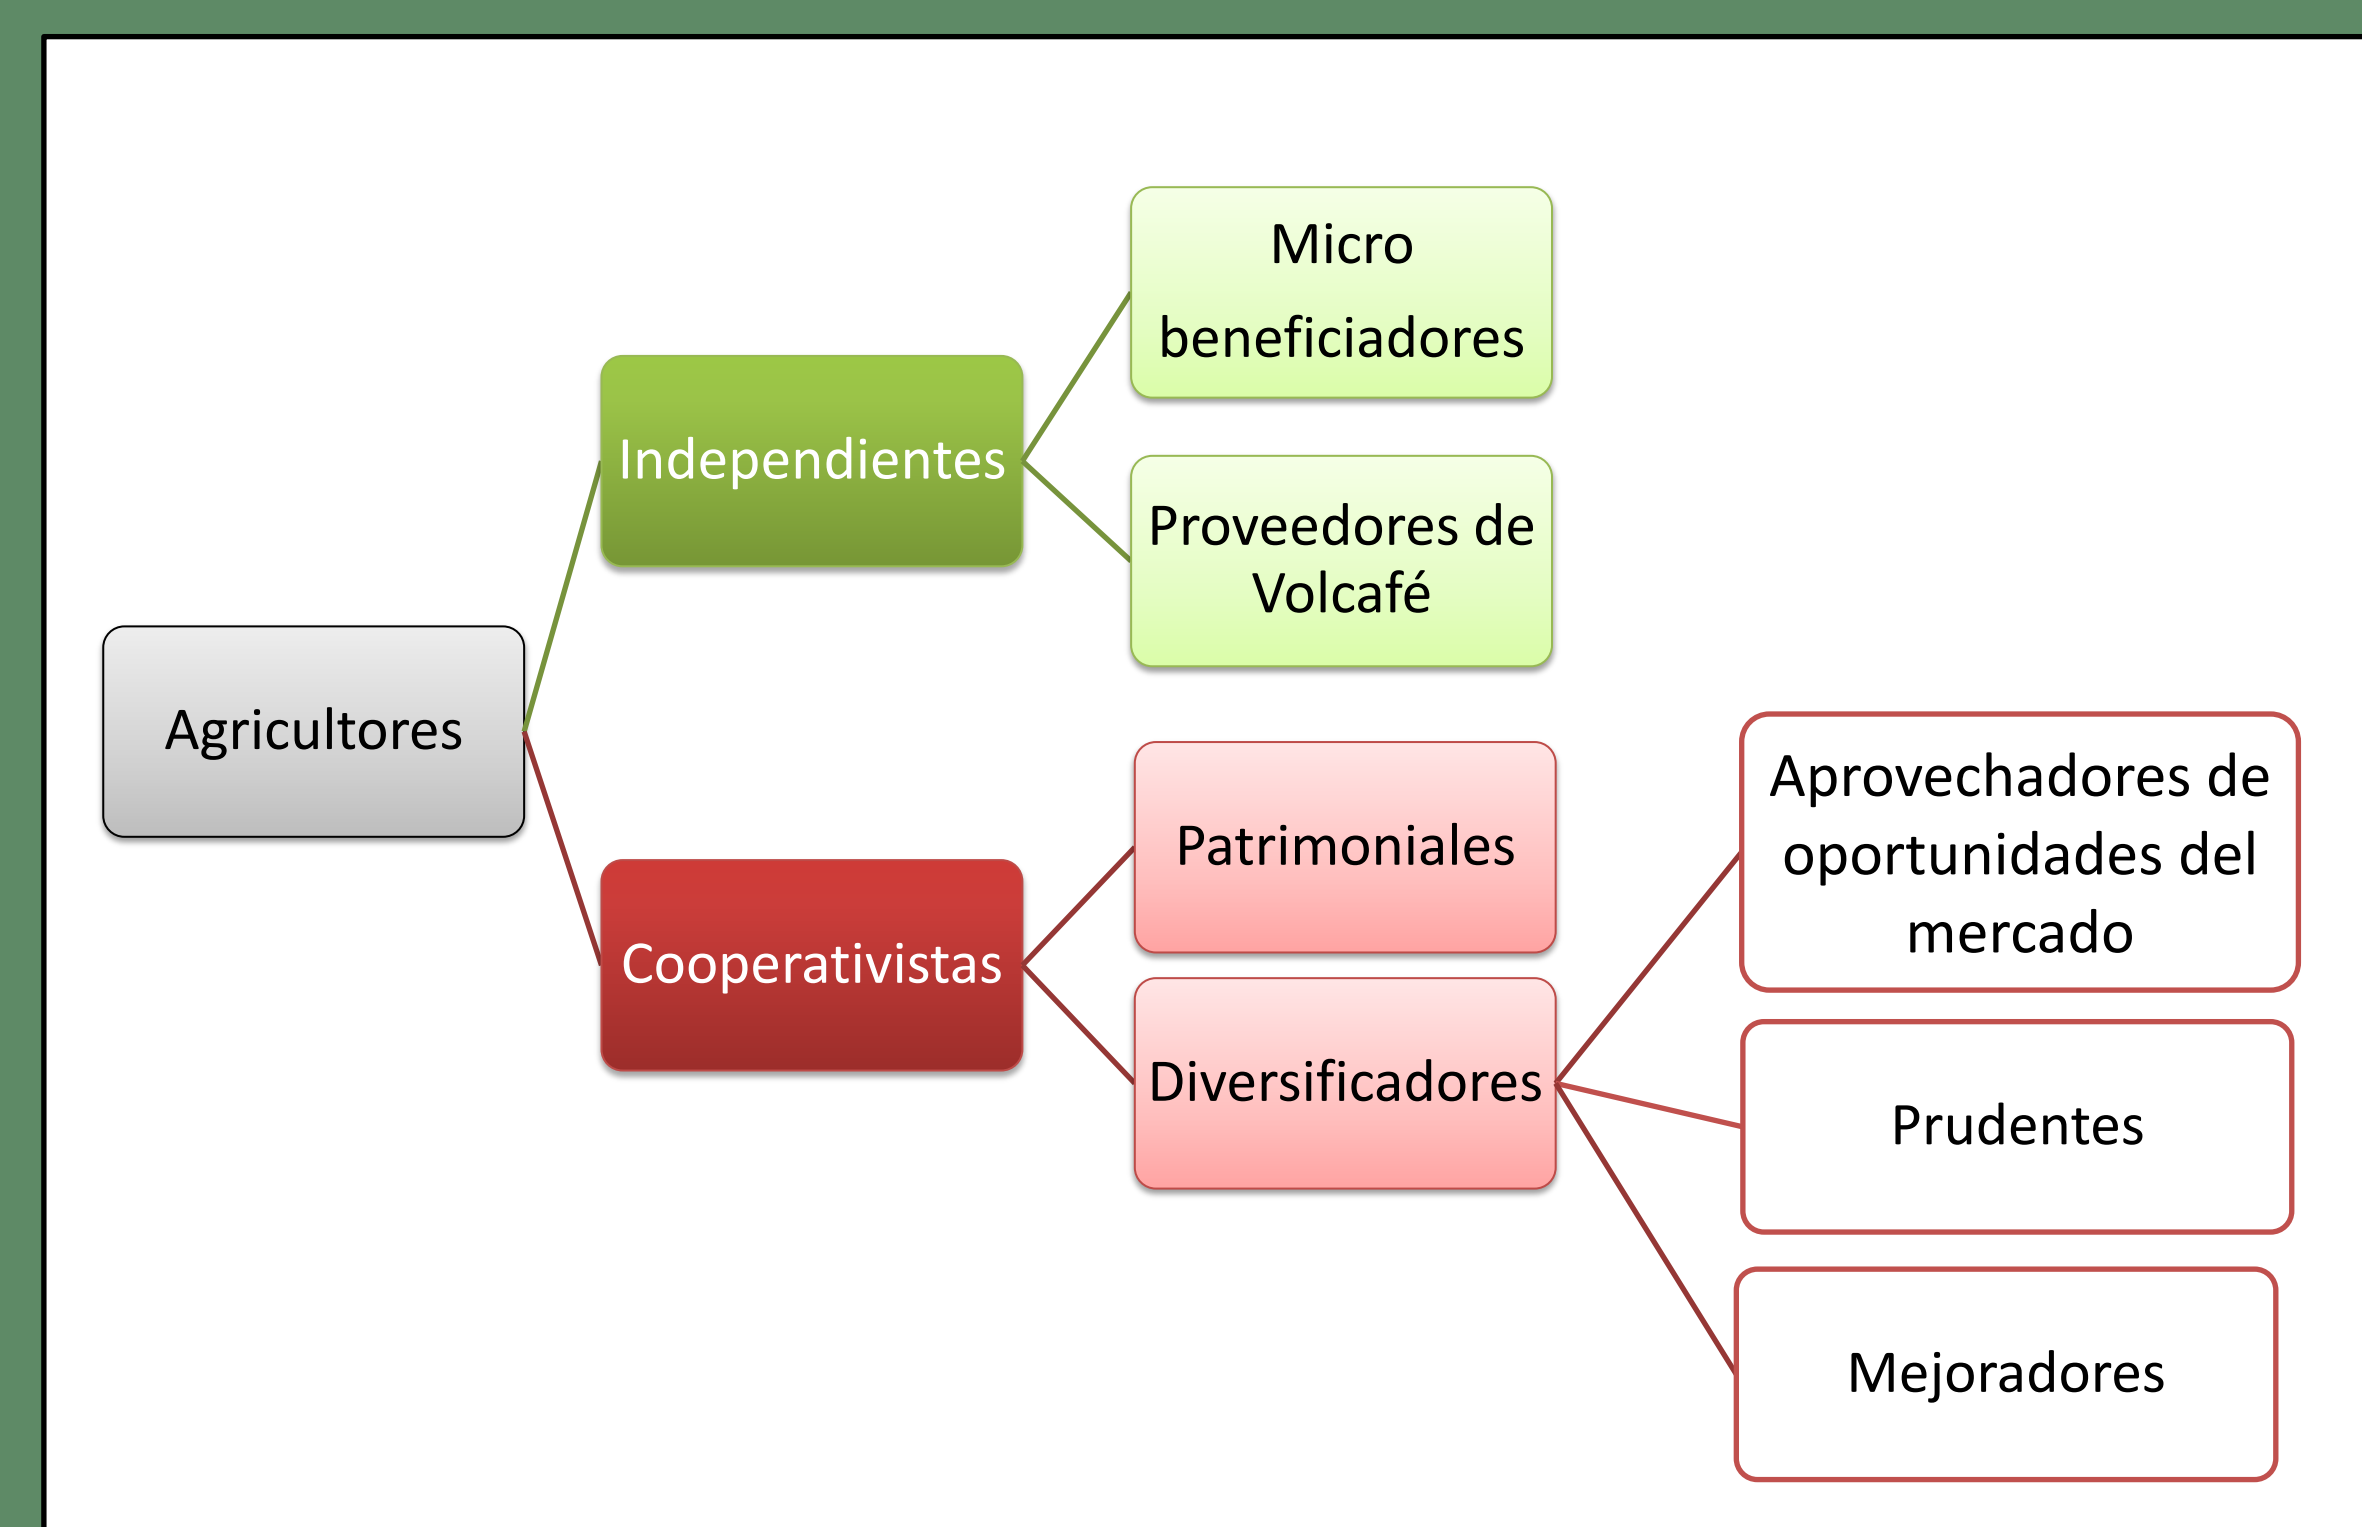 Agricultores
Independientes
Micro
beneficiadores
Proveedores de
Volcafé
Cooperativistas
Patrimoniales
Diversificadores
Aprovechadores de
oportunidades del
mercado
Prudentes
Mejoradores